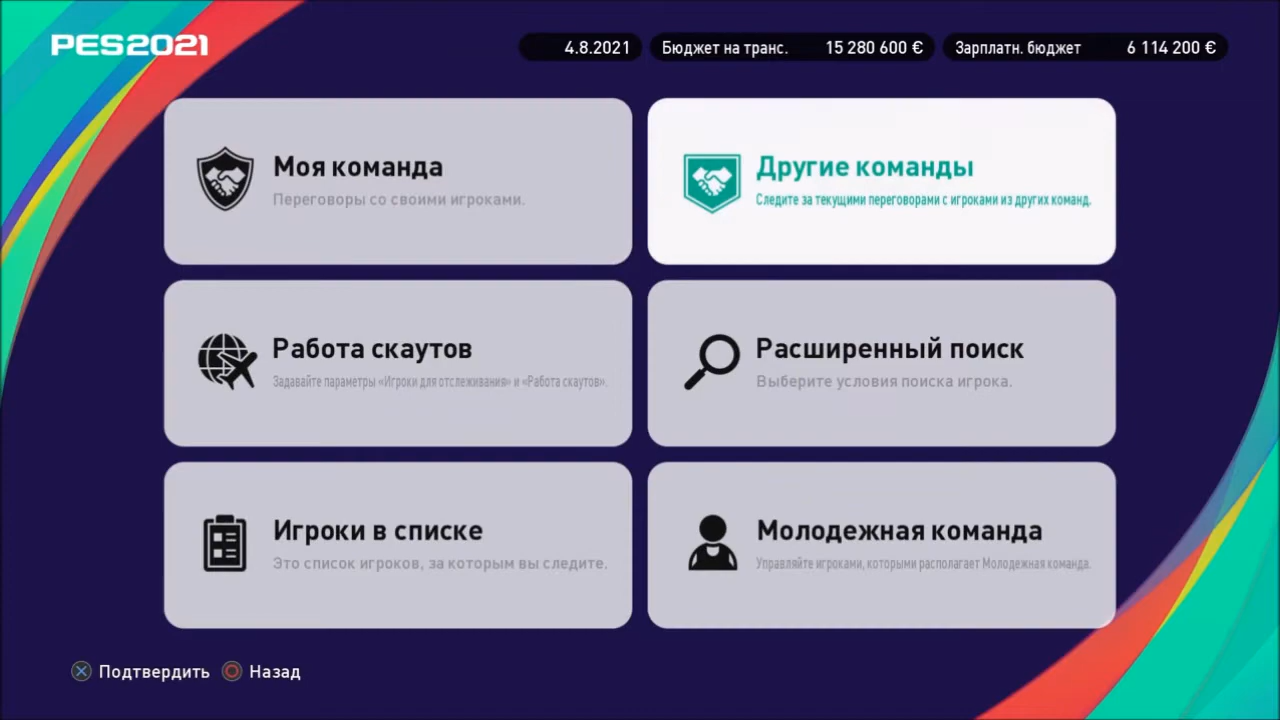 PES2021
4.8.2021 Бюджет на транс. 15 280 600 € Зарплатн. бюджет 6 114 200 €
Моя команда
Переговоры со своими игроками.
Другие команды
Следите за текущими переговорами с игроками из других команд.
Работа скаутов
Задавайте параметры «Игроки для отслеживания» и «Работа скаутов».
Расширенный поиск
Выберите условия поиска игрока.
Игроки в списке
Это список игроков, за которым вы следите.
Молодежная команда
Управляйте игроками, которыми располагает Молодежная команда.
Подтвердить Назад